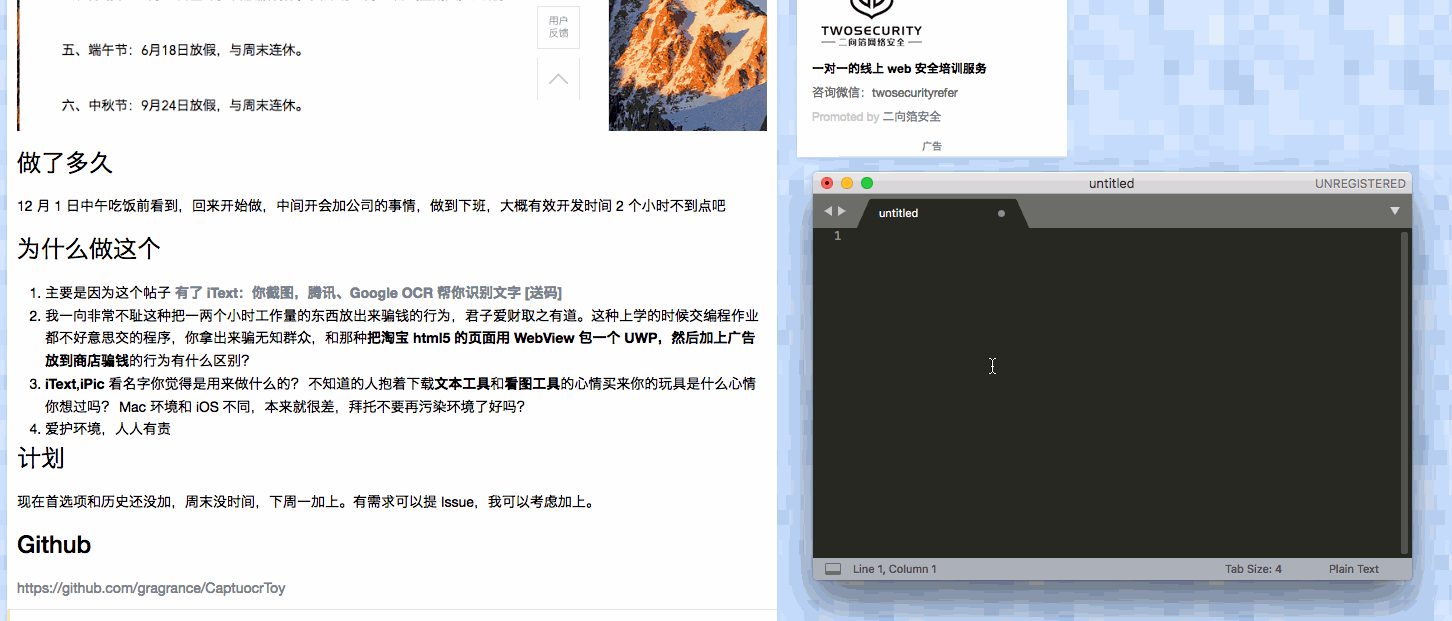 五、端午节：6月18日放假，与周末连休。
用户
反馈
六、中秋节：9月24日放假，与周末连休。
做了多久
12 月 1 日中午吃饭前看到，回来开始做，中间开会加公司的事情，做到下班，大概有效开发时间 2 个小时不到点吧
为什么做这个
1. 主要是因为这个帖子 有了 iText：你截图，腾讯、Google OCR 帮你识别文字 [送码]
2. 我一向非常不耻这种把一两个小时工作量的东西放出来骗钱的行为，君子爱财取之有道。这种上学的时候交编程作业
都不好意思交的程序，你拿出来骗无知群众，和那种把淘宝 html5 的页面用 WebView 包一个 UWP，然后加上广告
放到商店骗钱的行为有什么区别？
3. iText,iPic 看名字你觉得是用来做什么的？ 不知道的人抱着下载文本工具和看图工具的心情买来你的玩具是什么心情
你想过吗？ Mac 环境和 iOS 不同，本来就很差，拜托不要再污染环境了好吗？
4. 爱护环境，人人有责
计划
现在首选项和历史还没加，周末没时间，下周一加上。有需求可以提 Issue，我可以考虑加上。
Github
https://github.com/gragrance/CaptuocrToy
TWOSECURITY
二向箔网络安全
一对一的线上 web 安全培训服务
咨询微信：twosecurityrefer
Promoted by 二向箔安全
广告
untitled
UNREGISTERED
untitled
1
Line 1, Column 1
Tab Size: 4
Plain Text